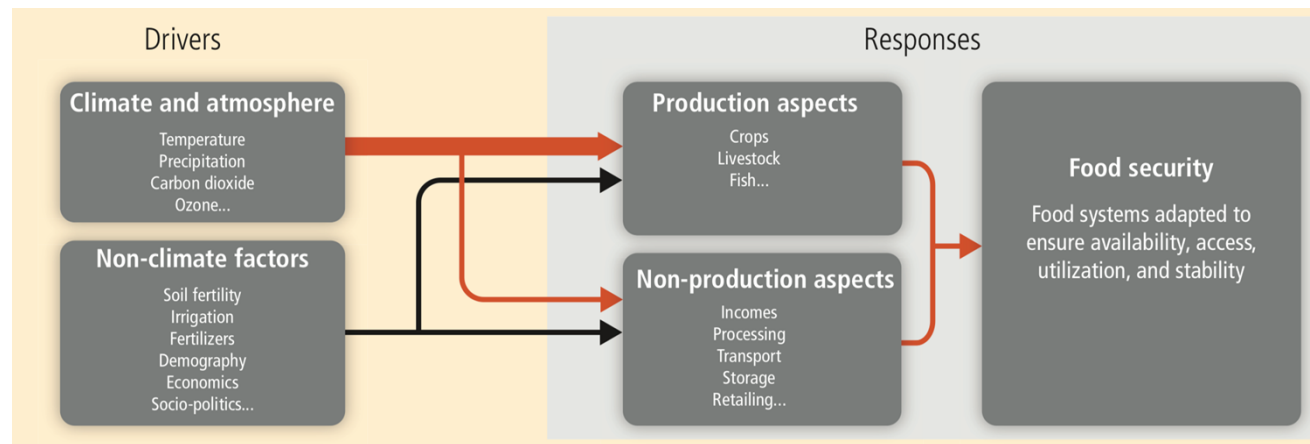 Drivers
Responses
Climate and atmosphere
Temperature
Precipitation
Carbon dioxide
Ozone...
Non-climate factors
Soil fertility
Irrigation
Fertilizers
Demography
Economics
Socio-politics...
Production aspects
Crops
Livestock
Fish...
Non-production aspects
Incomes
Processing
Transport
Storage
Retailing...
Food security
Food systems adapted to
ensure availability, access,
utilization, and stability